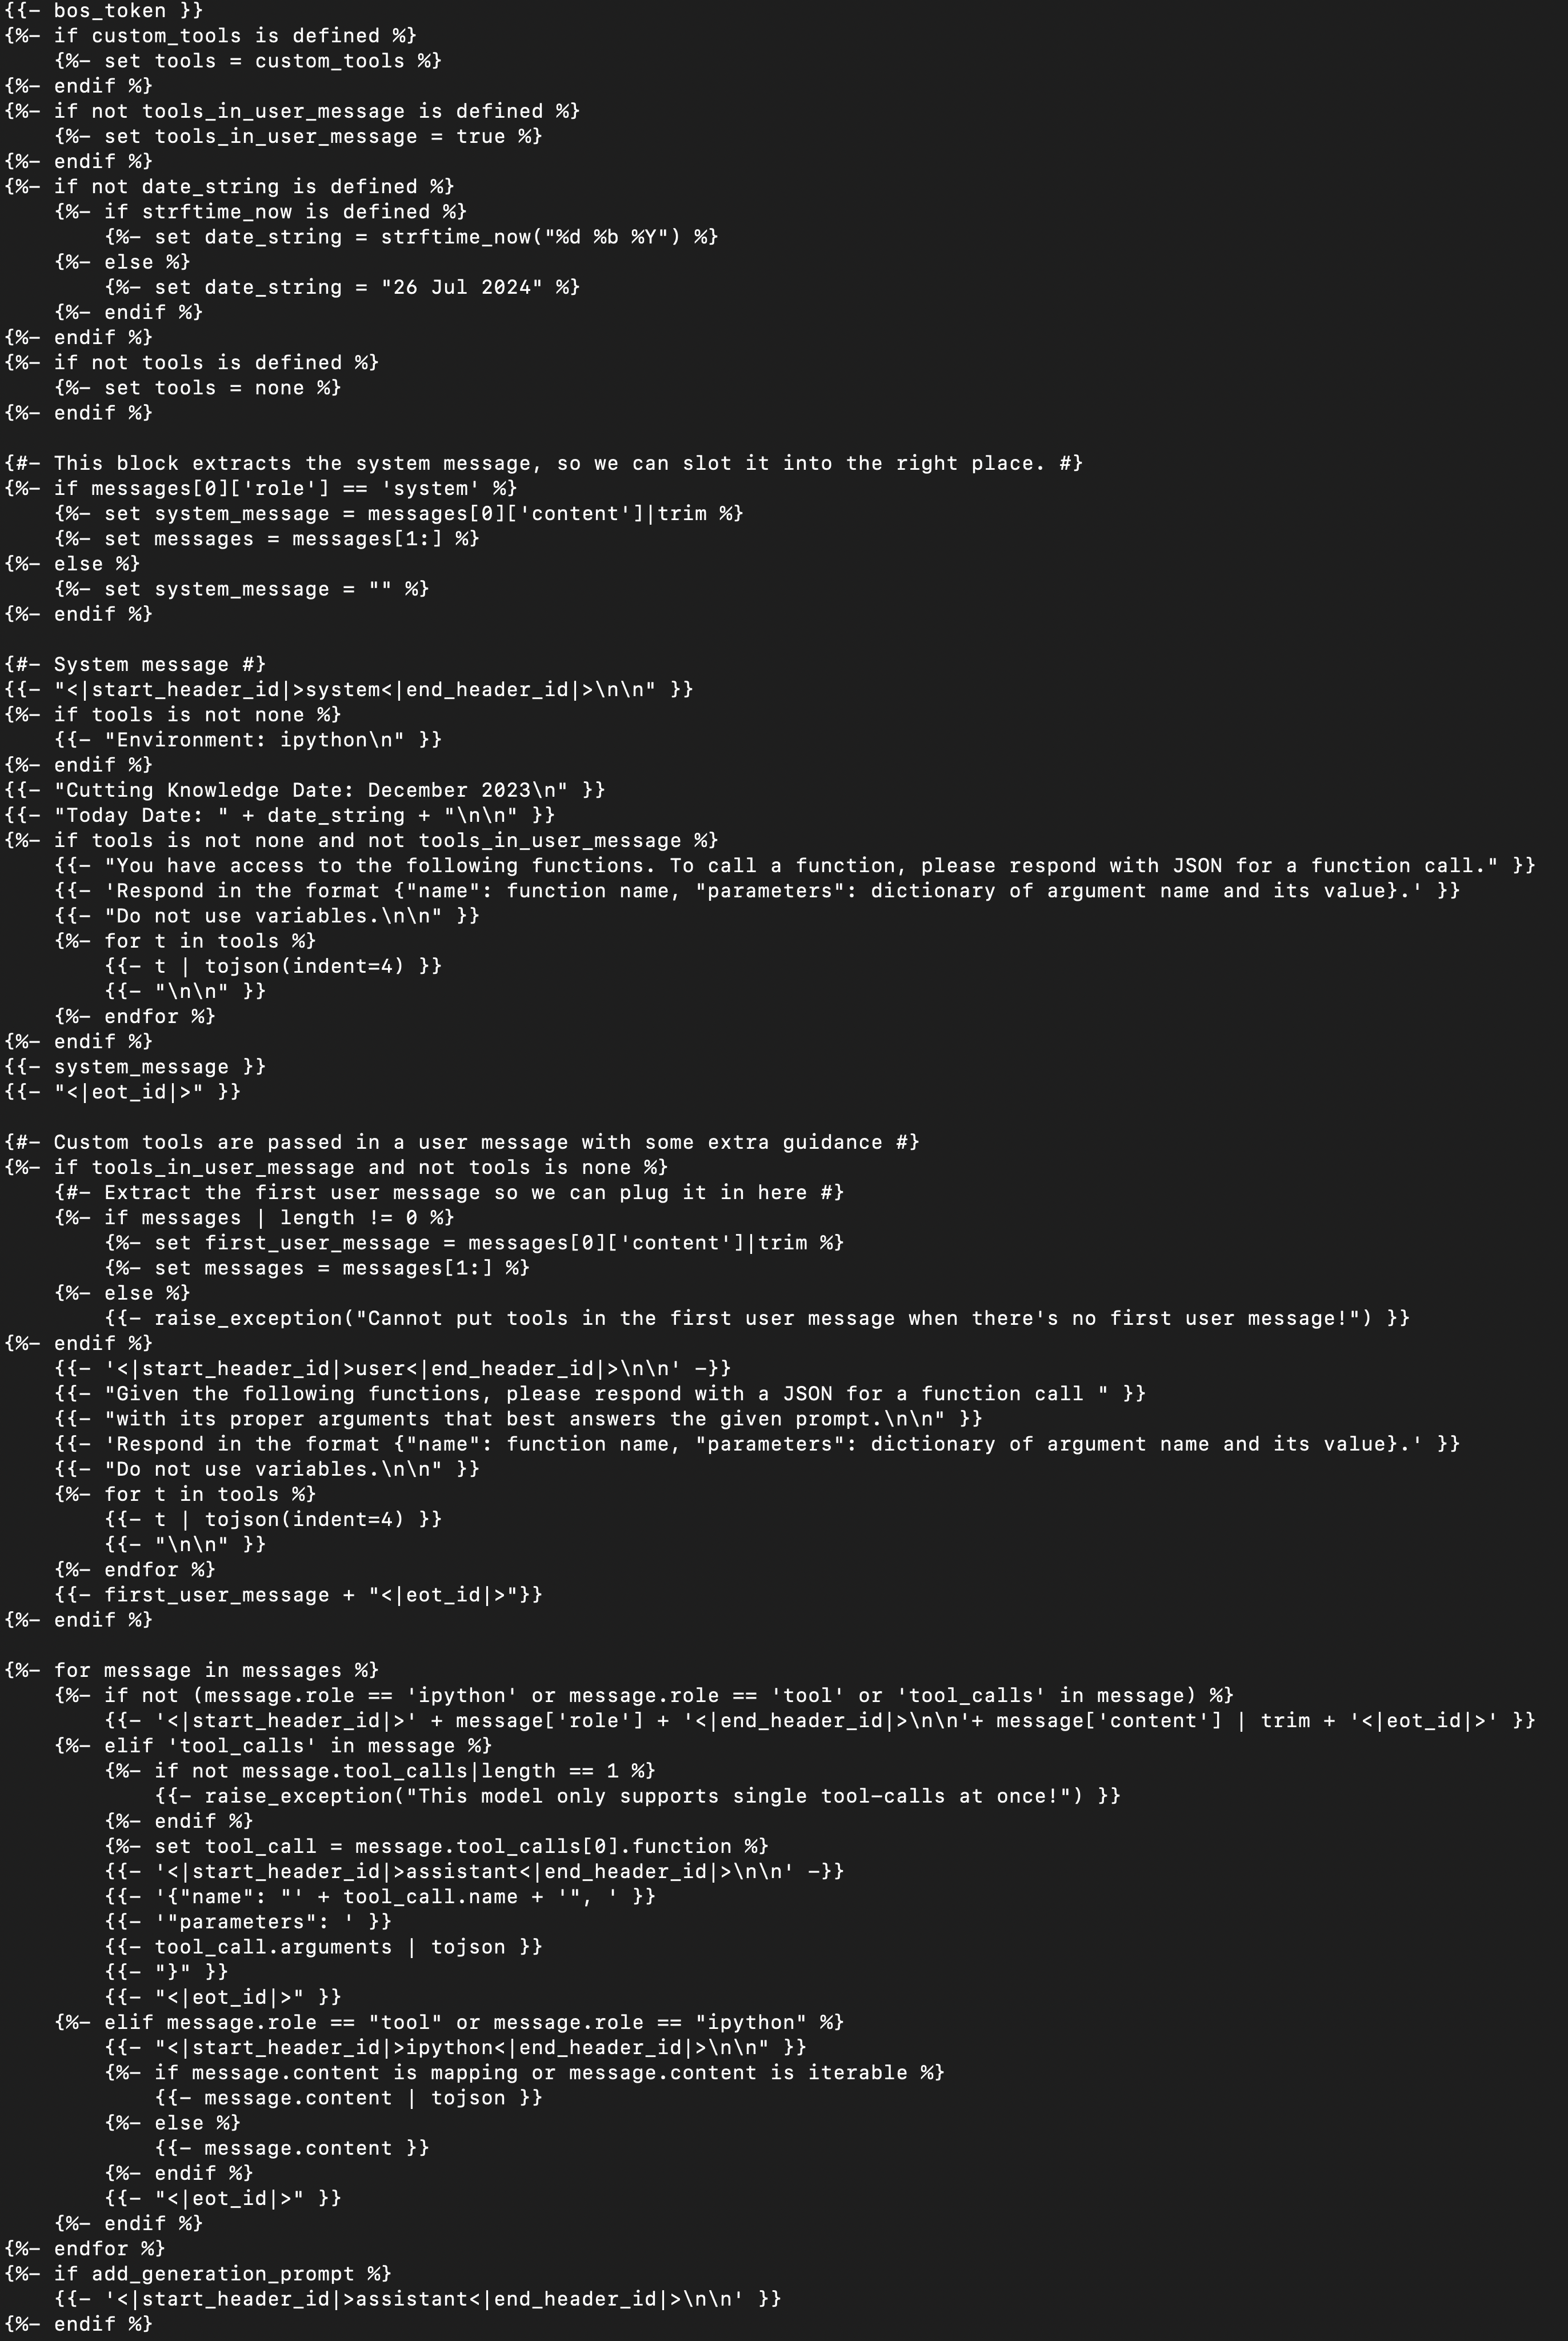 {{- bos_token }}
{%- if custom_tools is defined %}
    {%- set tools = custom_tools %}
{%- endif %}
{%- if not tools_in_user_message is defined %}
    {%- set tools_in_user_message = true %}
{%- endif %}
{%- if not date_string is defined %}
    {%- if strftime_now is defined %}
        {%- set date_string = strftime_now("%d %b %Y") %}
    {%- else %}
        {%- set date_string = "26 Jul 2024" %}
    {%- endif %}
{%- endif %}
{%- if not tools is defined %}
    {%- set tools = none %}
{%- endif %}

{#- This block extracts the system message, so we can slot it into the right place. #}
{%- if messages[0]['role'] == 'system' %}
    {%- set system_message = messages[0]['content']|trim %}
    {%- set messages = messages[1:] %}
{%- else %}
    {%- set system_message = "" %}
{%- endif %}

{#- System message #}
{{- "<|start_header_id|>system<|end_header_id|>\n\n" }}
{%- if tools is not none %}
    {{- "Environment: ipython\n" }}
{%- endif %}
{{- "Cutting Knowledge Date: December 2023\n" }}
{{- "Today Date: " + date_string + "\n\n" }}
{%- if tools is not none and not tools_in_user_message %}
    {{- "You have access to the following functions. To call a function, please respond with JSON for a function call." }}
    {{- 'Respond in the format {"name": function name, "parameters": dictionary of argument name and its value}.' }}
    {{- "Do not use variables.\n\n" }}
    {%- for t in tools %}
        {{- t | tojson(indent=4) }}
        {{- "\n\n" }}
    {%- endfor %}
{%- endif %}
{{- system_message }}
{{- "<|eot_id|>" }}

{#- Custom tools are passed in a user message with some extra guidance #}
{%- if tools_in_user_message and not tools is none %}
    {#- Extract the first user message so we can plug it in here #}
    {%- if messages | length != 0 %}
        {%- set first_user_message = messages[0]['content']|trim %}
        {%- set messages = messages[1:] %}
    {%- else %}
        {{- raise_exception("Cannot put tools in the first user message when there's no first user message!") }}
{%- endif %}
    {{- '<|start_header_id|>user<|end_header_id|>\n\n' -}}
    {{- "Given the following functions, please respond with a JSON for a function call " }}
    {{- "with its proper arguments that best answers the given prompt.\n\n" }}
    {{- 'Respond in the format {"name": function name, "parameters": dictionary of argument name and its value}.' }}
    {{- "Do not use variables.\n\n" }}
    {%- for t in tools %}
        {{- t | tojson(indent=4) }}
        {{- "\n\n" }}
    {%- endfor %}
    {{- first_user_message + "<|eot_id|>"}}
{%- endif %}

{%- for message in messages %}
    {%- if not (message.role == 'ipython' or message.role == 'tool' or 'tool_calls' in message) %}
        {{- '<|start_header_id|>' + message['role'] + '<|end_header_id|>\n\n'+ message['content'] | trim + '<|eot_id|>' }}
    {%- elif 'tool_calls' in message %}
        {%- if not message.tool_calls|length == 1 %}
            {{- raise_exception("This model only supports single tool-calls at once!") }}
        {%- endif %}
        {%- set tool_call = message.tool_calls[0].function %}
        {{- '<|start_header_id|>assistant<|end_header_id|>\n\n' -}}
        {{- '{"name": "' + tool_call.name + '", ' }}
        {{- '"parameters": ' }}
        {{- tool_call.arguments | tojson }}
        {{- "}" }}
        {{- "<|eot_id|>" }}
    {%- elif message.role == "tool" or message.role == "ipython" %}
        {{- "<|start_header_id|>ipython<|end_header_id|>\n\n" }}
        {%- if message.content is mapping or message.content is iterable %}
            {{- message.content | tojson }}
        {%- else %}
            {{- message.content }}
        {%- endif %}
        {{- "<|eot_id|>" }}
    {%- endif %}
{%- endfor %}
{%- if add_generation_prompt %}
    {{- '<|start_header_id|>assistant<|end_header_id|>\n\n' }}
{%- endif %}